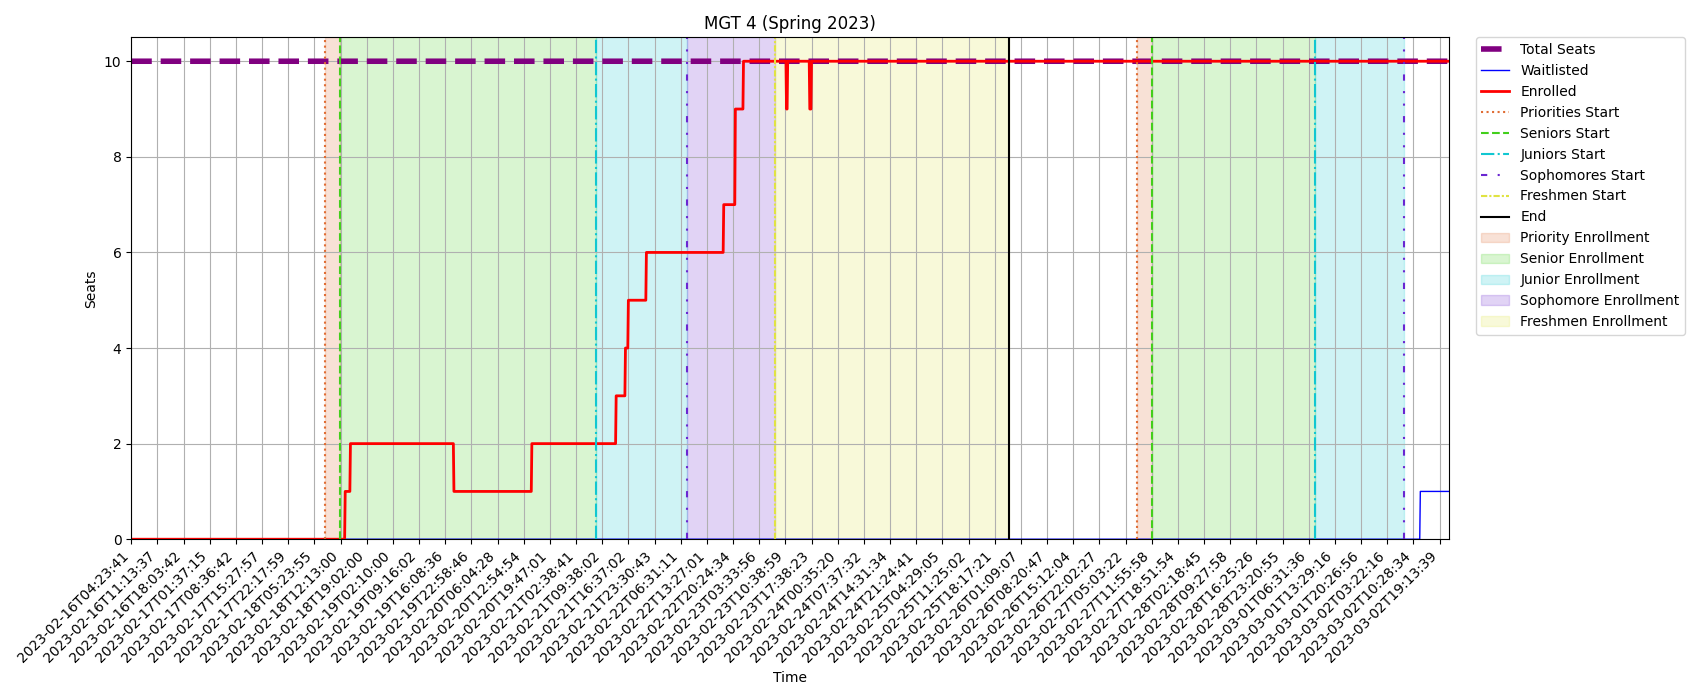 MGT 4 (Spring 2023)
10
8
6
4
2
0
Seats
2023-02-16T04:23:41
2023-02-16T11:13:37
2023-02-16T18:03:42
2023-02-17T01:37:15
2023-02-17T08:36:42
2023-02-17T15:27:57
2023-02-17T22:17:59
2023-02-18T05:23:55
2023-02-18T12:13:00
2023-02-18T19:02:00
2023-02-19T02:10:00
2023-02-19T09:16:02
2023-02-19T16:08:36
2023-02-19T22:58:46
2023-02-20T06:04:28
2023-02-20T12:54:54
2023-02-20T19:47:01
2023-02-21T02:38:41
2023-02-21T09:38:02
2023-02-21T16:37:02
2023-02-21T23:30:43
2023-02-22T06:31:11
2023-02-22T13:27:01
2023-02-22T20:24:34
2023-02-23T03:33:56
2023-02-23T10:38:59
2023-02-23T17:38:23
2023-02-24T00:35:20
2023-02-24T07:37:32
2023-02-24T14:31:34
2023-02-24T21:24:41
2023-02-25T04:29:05
2023-02-25T11:25:02
2023-02-25T18:17:21
2023-02-26T01:09:07
2023-02-26T08:20:47
2023-02-26T15:12:04
2023-02-26T22:02:27
2023-02-27T05:03:22
2023-02-27T11:55:58
2023-02-27T18:51:54
2023-02-28T02:18:45
2023-02-28T09:27:58
2023-02-28T16:25:26
2023-02-28T23:20:55
2023-03-01T06:31:36
2023-03-01T13:29:16
2023-03-01T20:26:56
2023-03-02T03:22:16
2023-03-02T10:28:34
2023-03-02T19:13:39
Time
Total Seats
Waitlisted
Enrolled
Priorities Start
Seniors Start
Juniors Start
Sophomores Start
Freshmen Start
End
Priority Enrollment
Senior Enrollment
Junior Enrollment
Sophomore Enrollment
Freshmen Enrollment